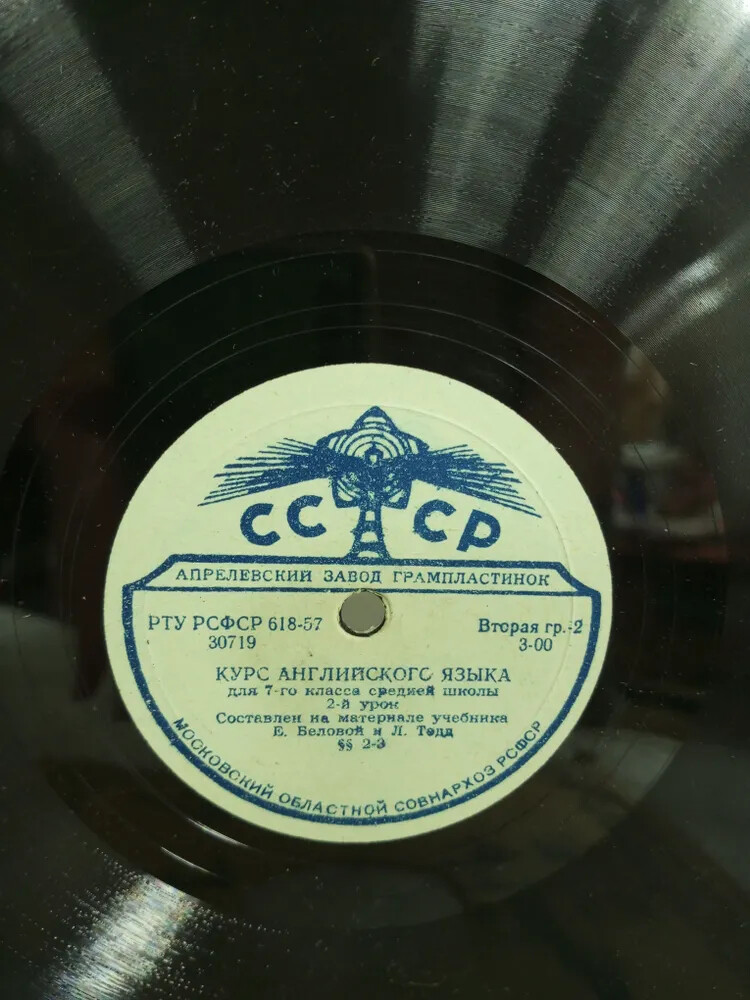 СССР
АПРЕЛЕВСКИЙ ЗАВОД ГРАМПЛАСТИНОК
РТУ РСФСР 618-57 Вторая гр.-2
30719 3-00
КУРС АНГЛИЙСКОГО ЯЗЫКА
для 7-го класса средней школы
2-й урок
Составлен на материале учебника
Е. Беловой и Л. Тодд
§§ 2-3
МОСКОВСКИЙ ОБЛАСТНОЙ СОВНАРХОЗ РСФСР